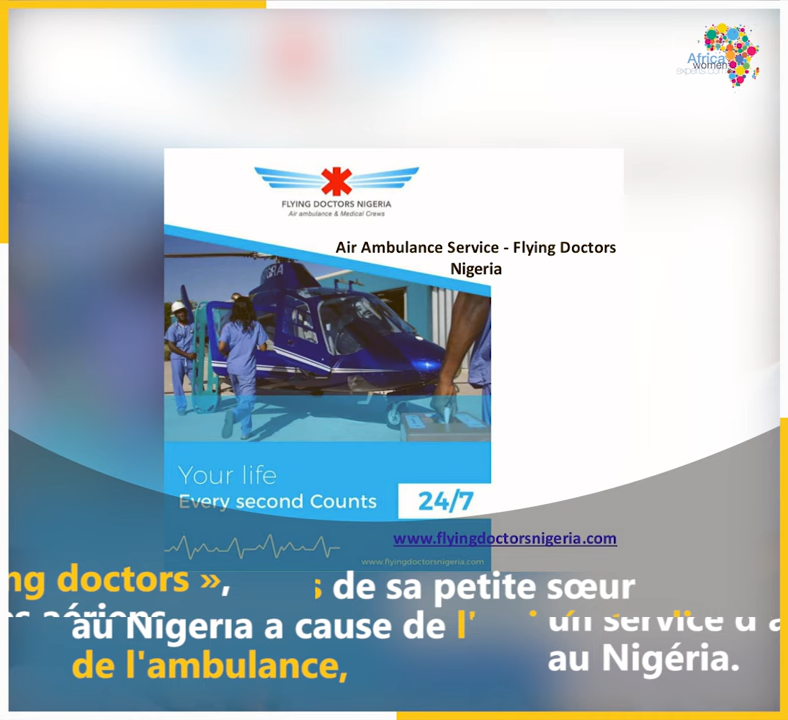 Africa
women
experts.com
FLYING DOCTORS NIGERIA
Air ambulance & Medical Crews
Air Ambulance Service - Flying Doctors
Nigeria
Your life
Every second Counts
24/7
www.flyingdoctorsnigeria.com
www.flyingdoctorsnigeria.com
ng doctors »,
s de sa petite sœur
au Nigeria a cause de l'
un service d'a
de l'ambulance,
au Nigéria.